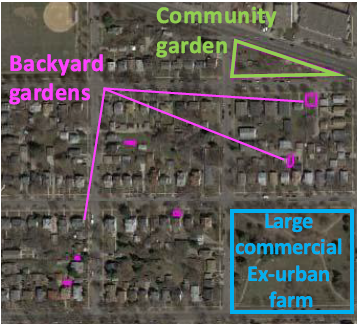 Community
garden
Backyard
gardens
Large
commercial
Ex-urban
farm